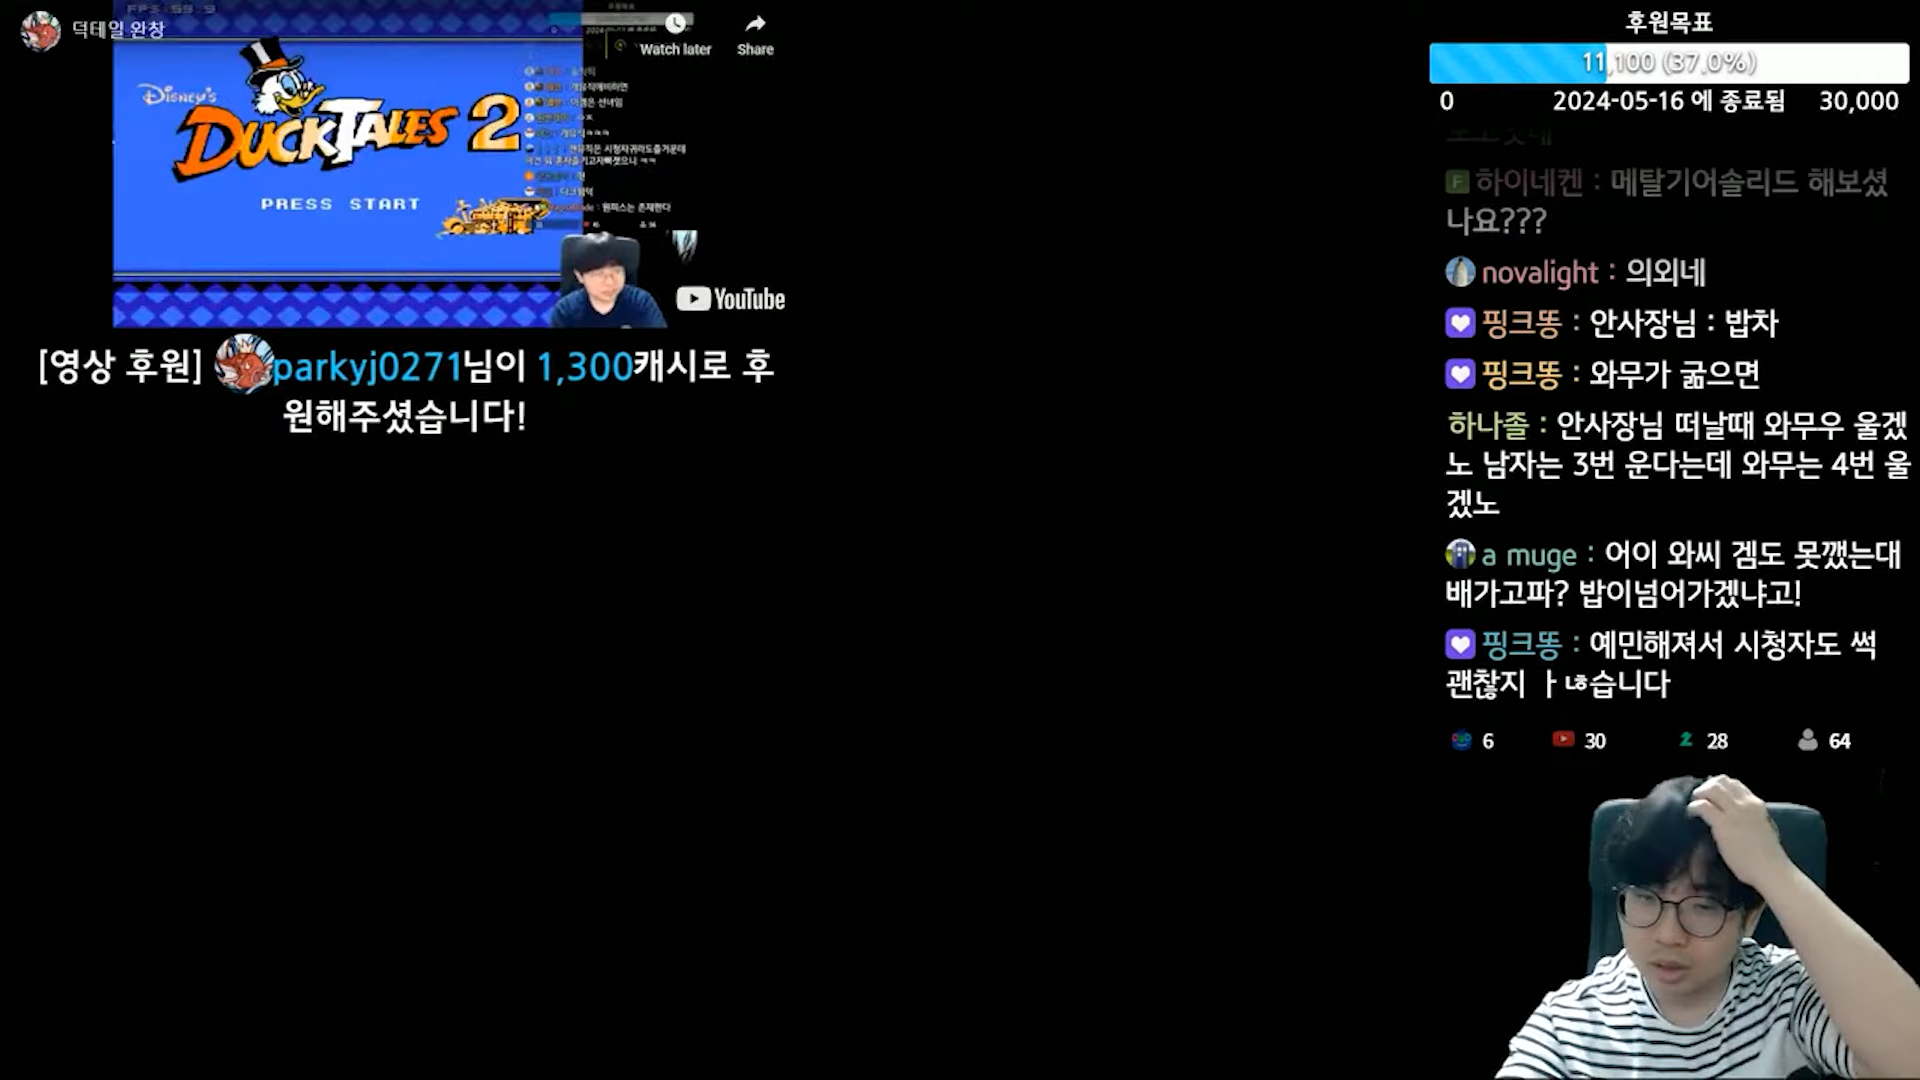 덕테일 완창
Watch later
Share
Disney's
DUCKTALES 2
PRESS START
YouTube
[영상 후원] parkyj0271님이 1,300캐시로 후
원해주셨습니다!
후원목표
11,100 (37.0%)
0 2024-05-16 에 종료됨 30,000
하이네켄 : 메탈기어솔리드 해보셨
나요???
novalight : 의외네
핑크똥 : 안사장님 : 밥차
핑크똥 : 와무가 굶으면
하나졸 : 안사장님 떠날때 와무우 울겠
노 남자는 3번 운다는데 와무는 4번 울
겠노
a muge : 어이 와씨 겜도 못깼는대
배가고파? 밥이넘어가겠냐고!
핑크똥 : 예민해져서 시청자도 썩
괜찮지 ㅏㄶ습니다
6 30 28 64